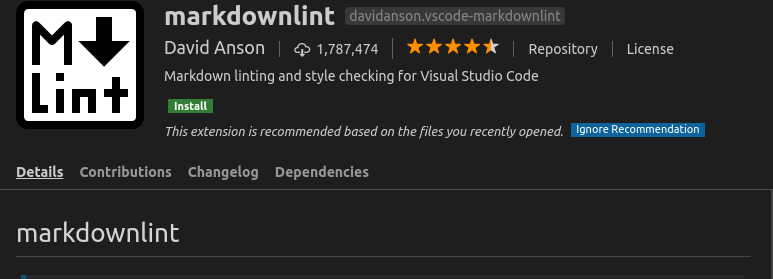 M
Lint
markdownlint davidanson.vscode-markdownlint
David Anson 1,787,474 Repository License
Markdown linting and style checking for Visual Studio Code
Install
This extension is recommended based on the files you recently opened. Ignore Recommendation
Details Contributions Changelog Dependencies
markdownlint